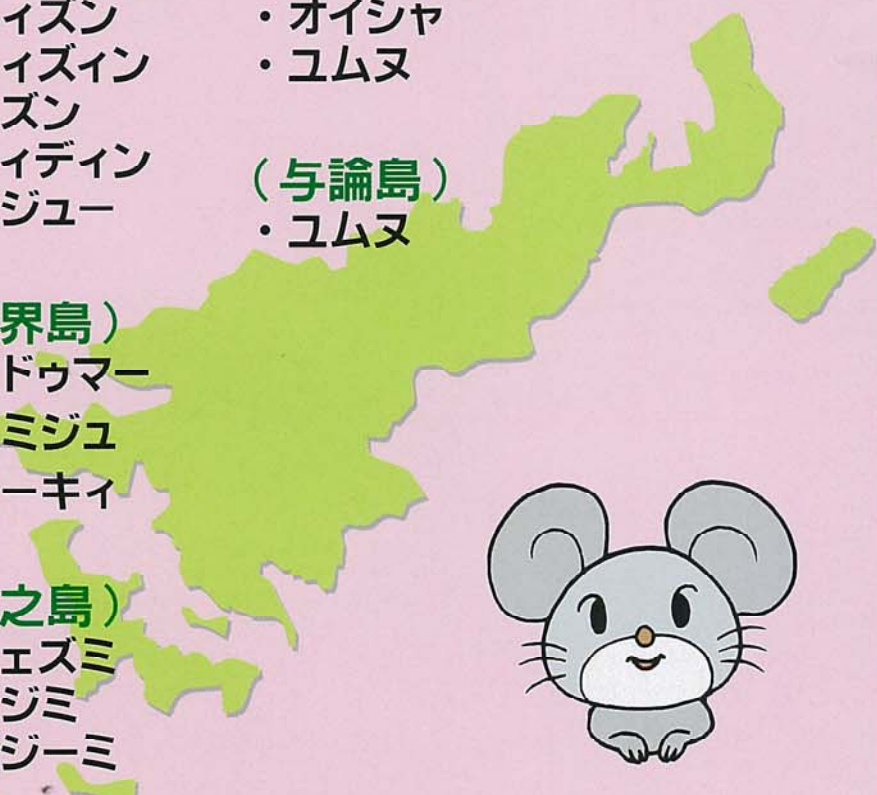 ィズン
ィズィン
ズン
ィディン
ジュー
界島）
ドゥマー
ミジュ
ーキィ
之島）
ェズミ
ジミ
ジーミ
・オイシャ
・ユムヌ
（与論島）
・ユムヌ